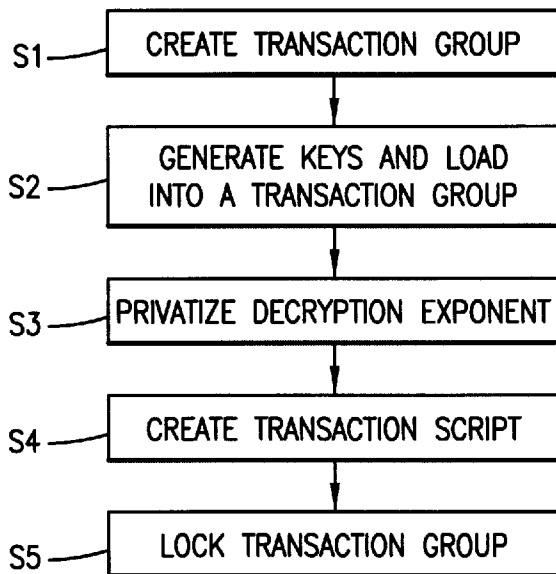 S1 CREATE TRANSACTION GROUP
S2 GENERATE KEYS AND LOAD
INTO A TRANSACTION GROUP
S3 PRIVATIZE DECRYPTION EXPONENT
S4 CREATE TRANSACTION SCRIPT
S5 LOCK TRANSACTION GROUP